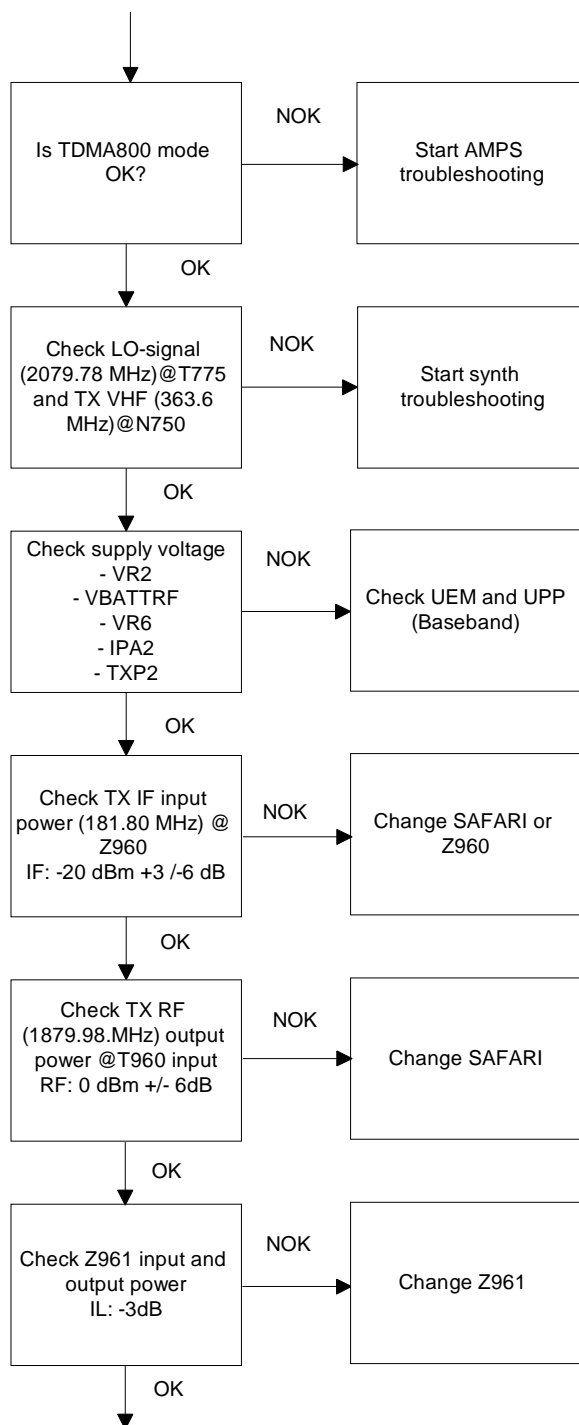 Is TDMA800 mode
OK?
NOK
Start AMPS
troubleshooting
OK
Check LO-signal
(2079.78 MHz)@T775
and TX VHF (363.6
MHz)@N750
NOK
Start synth
troubleshooting
OK
Check supply voltage
- VR2
- VBATTRF
- VR6
- IPA2
- TXP2
NOK
Check UEM and UPP
(Baseband)
OK
Check TX IF input
power (181.80 MHz) @
Z960
IF: -20 dBm +3 /-6 dB
NOK
Change SAFARI or
Z960
OK
Check TX RF
(1879.98.MHz) output
power @T960 input
RF: 0 dBm +/- 6dB
NOK
Change SAFARI
OK
Check Z961 input and
output power
IL: -3dB
NOK
Change Z961
OK